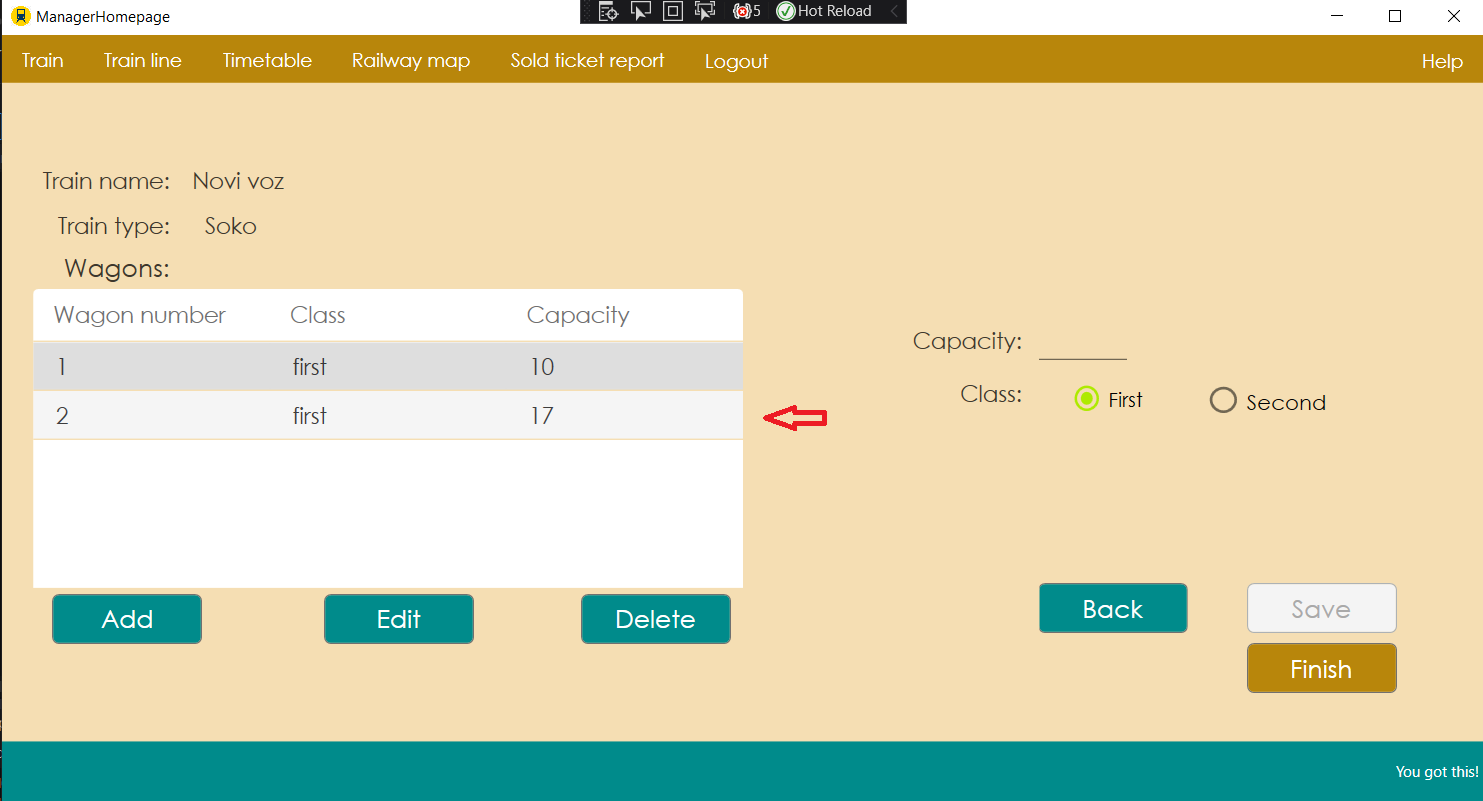 ManagerHomepage
5 Hot Reload
Train Train line Timetable Railway map Sold ticket report Logout Help
Train name: Novi voz
Train type: Soko
Wagons:
Wagon number Class Capacity
1 first 10
2 first 17
Capacity:
Class: First Second
Add Edit Delete
Back Save
Finish
You got this!